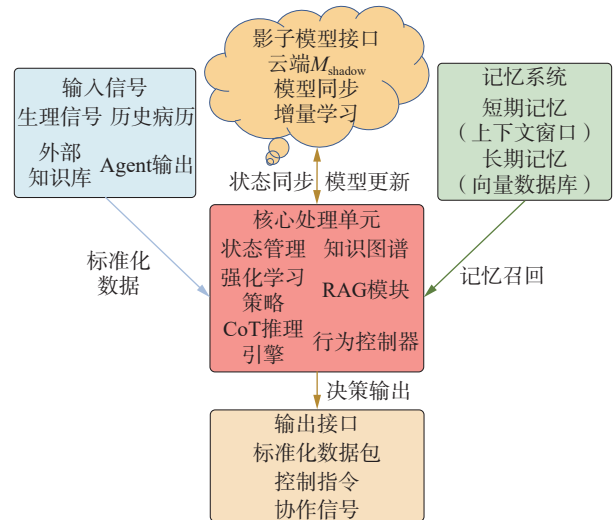 影子模型接口
云端Mshadow
模型同步
增量学习
输入信号
生理信号 历史病历
外部
知识库
Agent输出
记忆系统
短期记忆
（上下文窗口）
长期记忆
（向量数据库）
状态同步 模型更新
标准化
数据
核心处理单元
状态管理 知识图谱
强化学习
策略
RAG模块
CoT推理
引擎
行为控制器
记忆召回
决策输出
输出接口
标准化数据包
控制指令
协作信号